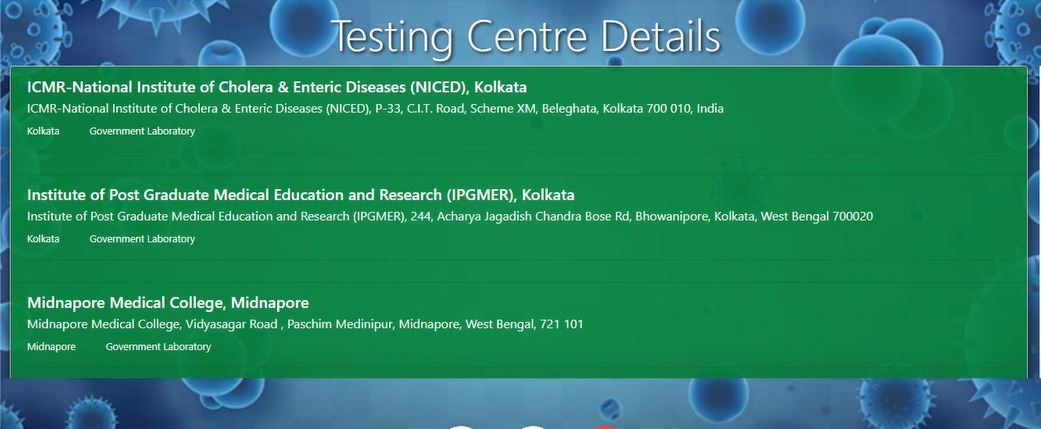 Testing Centre Details
ICMR-National Institute of Cholera & Enteric Diseases (NICED), Kolkata
ICMR-National Institute of Cholera & Enteric Diseases (NICED), P-33, C.I.T. Road, Scheme XM, Beleghata, Kolkata 700 010, India
Kolkata Government Laboratory
Institute of Post Graduate Medical Education and Research (IPGMER), Kolkata
Institute of Post Graduate Medical Education and Research (IPGMER), 244, Acharya Jagadish Chandra Bose Rd, Bhowanipore, Kolkata, West Bengal 700020
Kolkata Government Laboratory
Midnapore Medical College, Midnapore
Midnapore Medical College, Vidyasagar Road , Paschim Medinipur, Midnapore, West Bengal, 721 101
Midnapore Government Laboratory